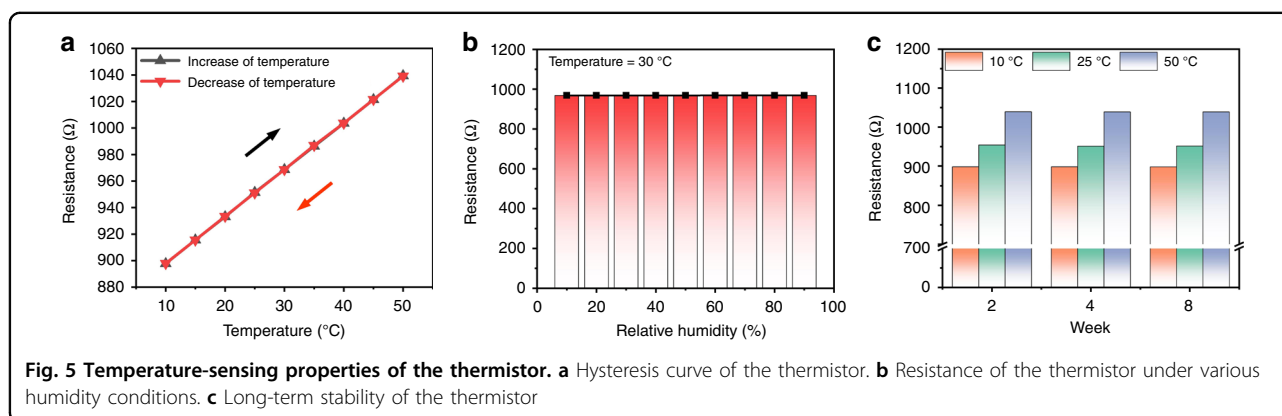 a
1060
1040
1020
1000
980
960
940
920
900
880
Resistance (Ω)
Increase of temperature
Decrease of temperature
10 20 30 40 50
Temperature (°C)
b
1200
1000
800
600
400
200
0
Resistance (Ω)
Temperature = 30 °C
0 20 40 60 80 100
Relative humidity (%)
c
1200
1100
1000
900
800
700
0
Resistance (Ω)
10 °C 25 °C 50 °C
2 4 8
Week
Fig. 5 Temperature-sensing properties of the thermistor. a Hysteresis curve of the thermistor. b Resistance of the thermistor under various
humidity conditions. c Long-term stability of the thermistor